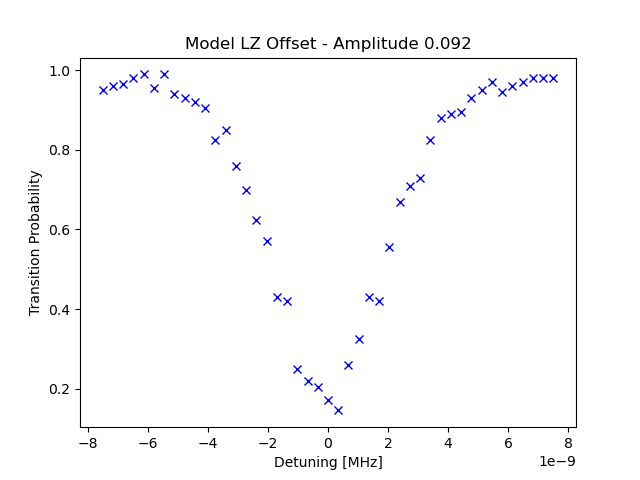 Model LZ Offset - Amplitude 0.092
Transition Probability
1.0
0.8
0.6
0.4
0.2
−8 −6 −4 −2 0 2 4 6 8
1e−9
Detuning [MHz]